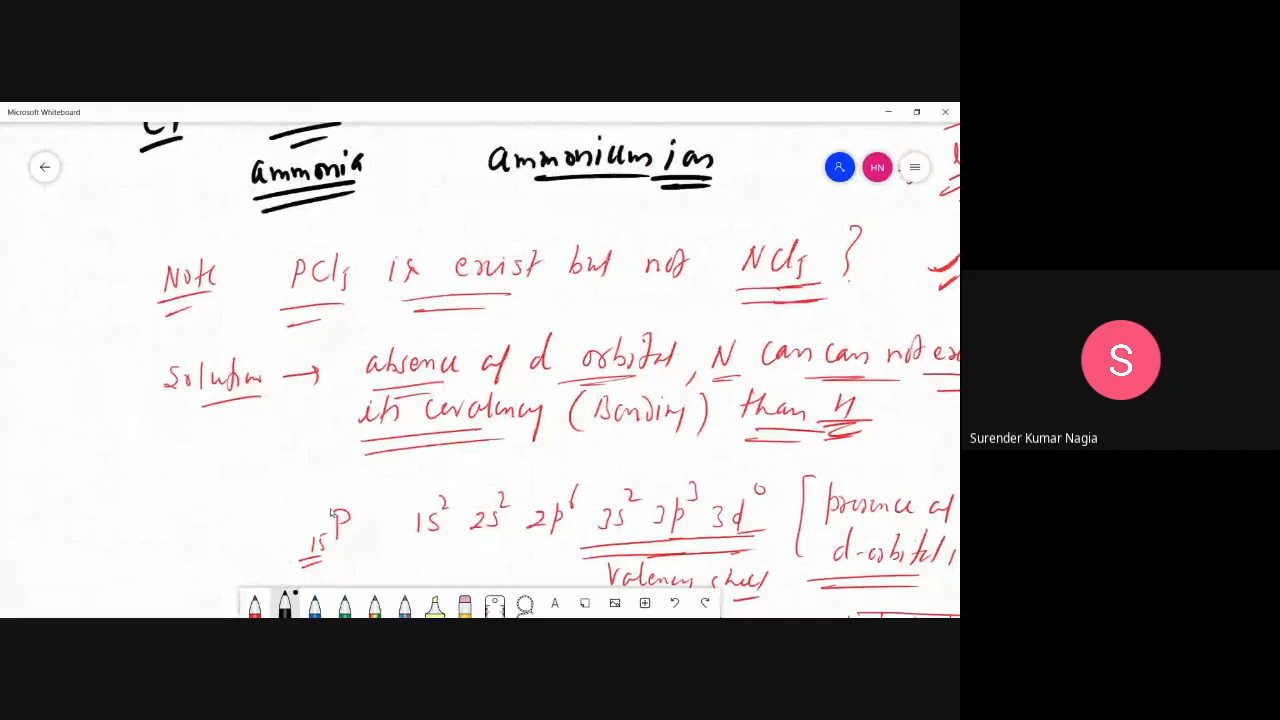 Microsoft Whiteboard
ammonia
ammonium ion
HN
Note PCl5 is exist but not NCl5 ?
Solution → absence of d orbital, N can can not
its covalency (Bonding) than 4
15P 1s2 2s2 2p6 3s2 3p3 3d0 [presence of
d-orbital,
Valency shell
A
S
Surender Kumar Nagia